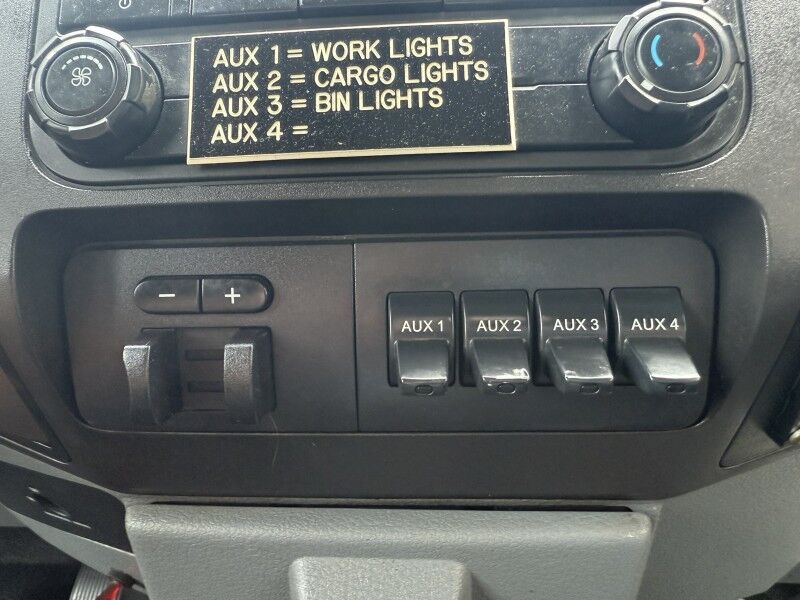 AUX 1 = WORK LIGHTS
AUX 2 = CARGO LIGHTS
AUX 3 = BIN LIGHTS
AUX 4 =
− +
AUX 1 AUX 2 AUX 3 AUX 4